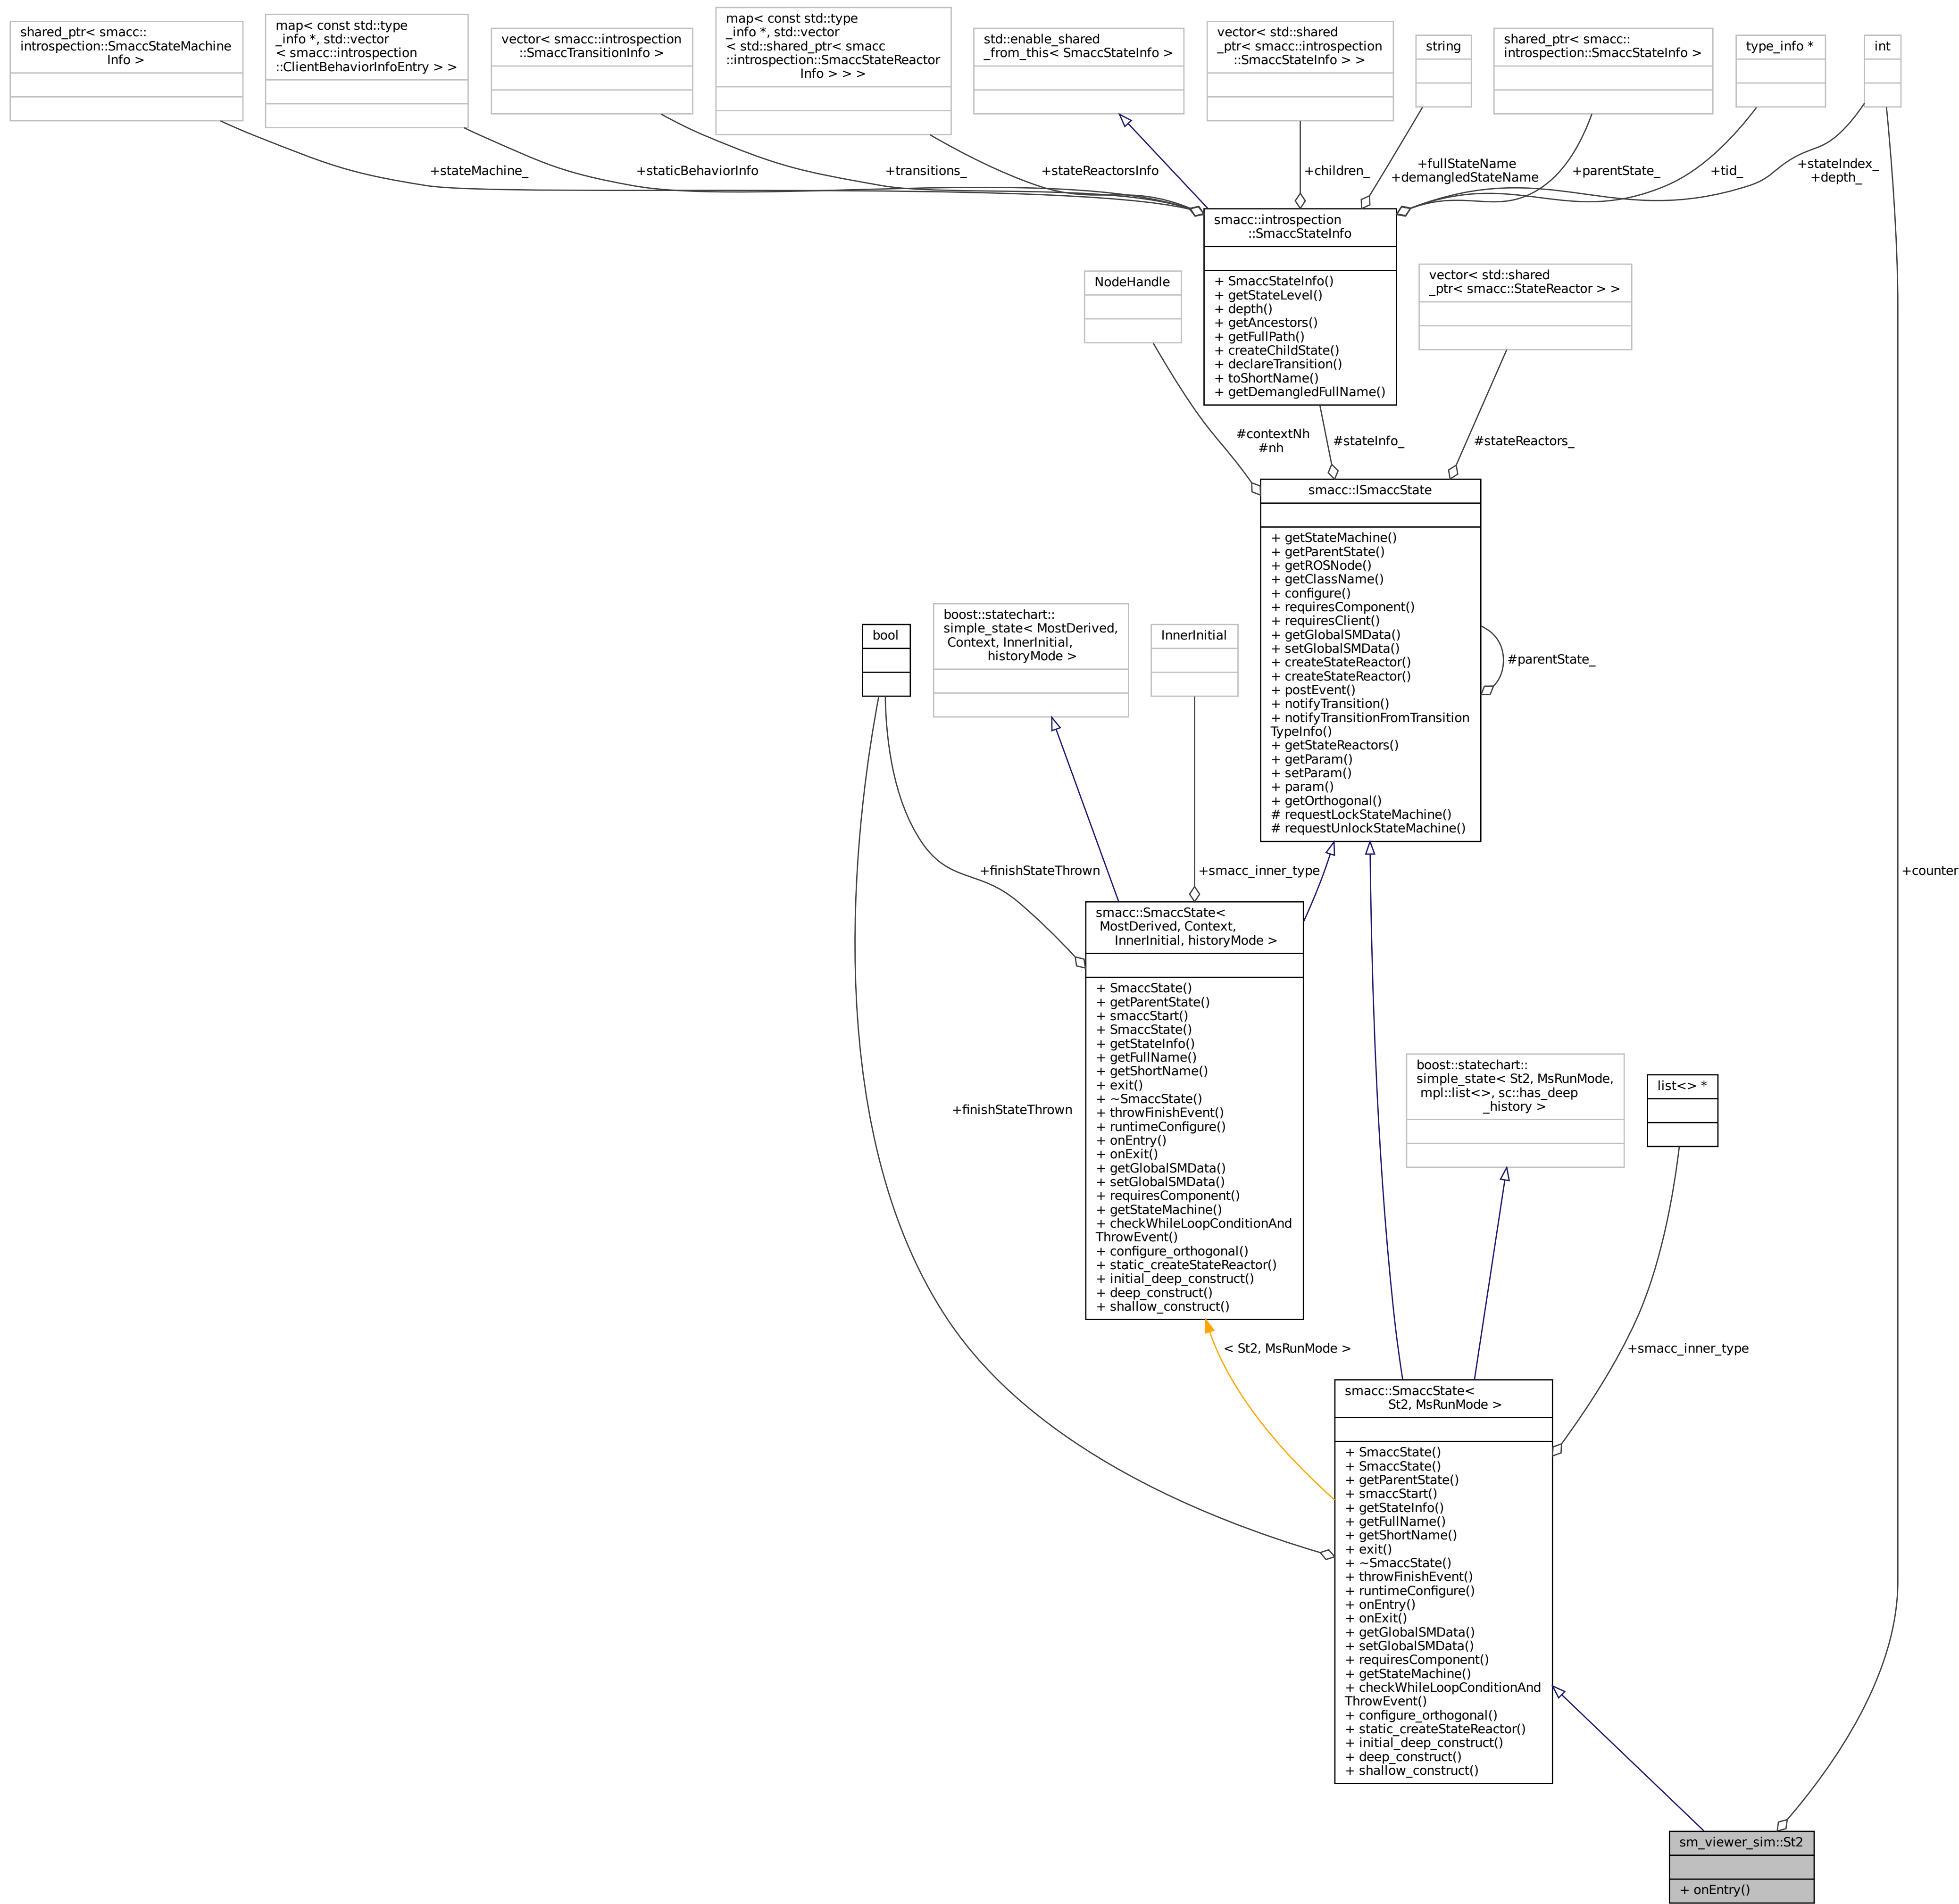 shared_ptr< smacc::
introspection::SmaccStateMachine
Info >
map< const std::type
_info *, std::vector
< smacc::introspection
::ClientBehaviorInfoEntry > >
vector< smacc::introspection
::SmaccTransitionInfo >
map< const std::type
_info *, std::vector
< std::shared_ptr< smacc
::introspection::SmaccStateReactor
Info > > >
std::enable_shared
_from_this< SmaccStateInfo >
vector< std::shared
_ptr< smacc::introspection
::SmaccStateInfo > >
string
shared_ptr< smacc::
introspection::SmaccStateInfo >
type_info *
int
+stateMachine_
+staticBehaviorInfo
+transitions_
+stateReactorsInfo
+children_
+fullStateName
+demangledStateName
+parentState_
+tid_
+stateIndex_
+depth_
smacc::introspection
::SmaccStateInfo
+ SmaccStateInfo()
+ getStateLevel()
+ depth()
+ getAncestors()
+ getFullPath()
+ createChildState()
+ declareTransition()
+ toShortName()
+ getDemangledFullName()
NodeHandle
vector< std::shared
_ptr< smacc::StateReactor > >
#contextNh
#nh
#stateInfo_
#stateReactors_
smacc::ISmaccState
+ getStateMachine()
+ getParentState()
+ getROSNode()
+ getClassName()
+ configure()
+ requiresComponent()
+ requiresClient()
+ getGlobalSMData()
+ setGlobalSMData()
+ createStateReactor()
+ createStateReactor()
+ postEvent()
+ notifyTransition()
+ notifyTransitionFromTransition
TypeInfo()
+ getStateReactors()
+ getParam()
+ setParam()
+ param()
+ getOrthogonal()
# requestLockStateMachine()
# requestUnlockStateMachine()
#parentState_
bool
boost::statechart::
simple_state< MostDerived,
Context, InnerInitial,
historyMode >
InnerInitial
+finishStateThrown
+smacc_inner_type
+counter
smacc::SmaccState<
MostDerived, Context,
InnerInitial, historyMode >
+ SmaccState()
+ getParentState()
+ smaccStart()
+ SmaccState()
+ getStateInfo()
+ getFullName()
+ getShortName()
+ exit()
+ ~SmaccState()
+ throwFinishEvent()
+ runtimeConfigure()
+ onEntry()
+ onExit()
+ getGlobalSMData()
+ setGlobalSMData()
+ requiresComponent()
+ getStateMachine()
+ checkWhileLoopConditionAnd
ThrowEvent()
+ configure_orthogonal()
+ static_createStateReactor()
+ initial_deep_construct()
+ deep_construct()
+ shallow_construct()
+finishStateThrown
boost::statechart::
simple_state< St2, MsRunMode,
mpl::list<>, sc::has_deep
_history >
list<> *
< St2, MsRunMode >
+smacc_inner_type
smacc::SmaccState<
St2, MsRunMode >
+ SmaccState()
+ SmaccState()
+ getParentState()
+ smaccStart()
+ getStateInfo()
+ getFullName()
+ getShortName()
+ exit()
+ ~SmaccState()
+ throwFinishEvent()
+ runtimeConfigure()
+ onEntry()
+ onExit()
+ getGlobalSMData()
+ setGlobalSMData()
+ requiresComponent()
+ getStateMachine()
+ checkWhileLoopConditionAnd
ThrowEvent()
+ configure_orthogonal()
+ static_createStateReactor()
+ initial_deep_construct()
+ deep_construct()
+ shallow_construct()
sm_viewer_sim::St2
+ onEntry()